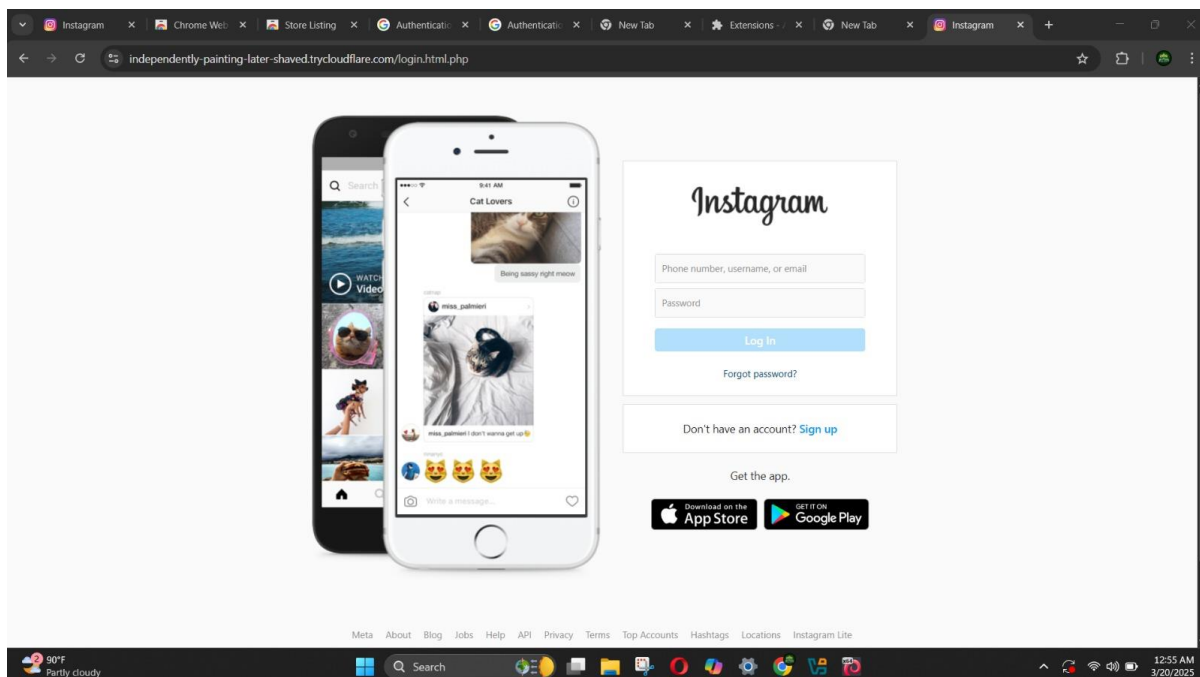 Instagram
Chrome Web
Store Listing
Authenticatio
Authenticatio
New Tab
Extensions - A
New Tab
Instagram
independently-painting-later-shaved.trycloudflare.com/login.html.php
Search
WATCH
Video
9:41 AM
Cat Lovers
Being sassy right meow
miss_palmieri
miss_palmieri I don't wanna get up
Write a message...
Instagram
Phone number, username, or email
Password
Log In
Forgot password?
Don't have an account? Sign up
Get the app.
Download on the
App Store
GET IT ON
Google Play
Meta About Blog Jobs Help API Privacy Terms Top Accounts Hashtags Locations Instagram Lite
2
90°F
Partly cloudy
Search
12:55 AM
3/20/2025